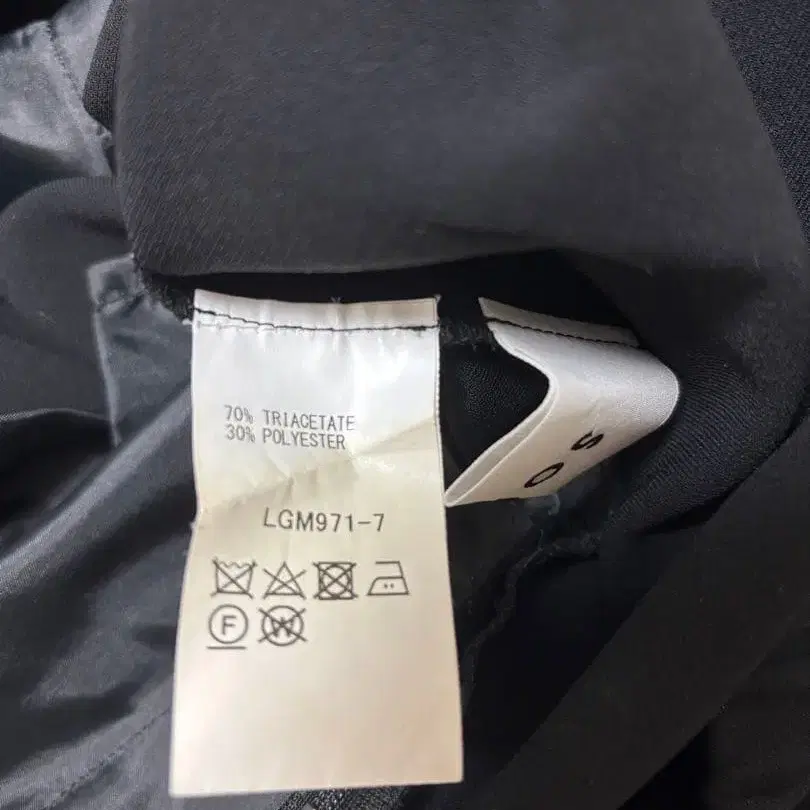 70% TRIACETATE
30% POLYESTER
LGM971-7
F W
S
O